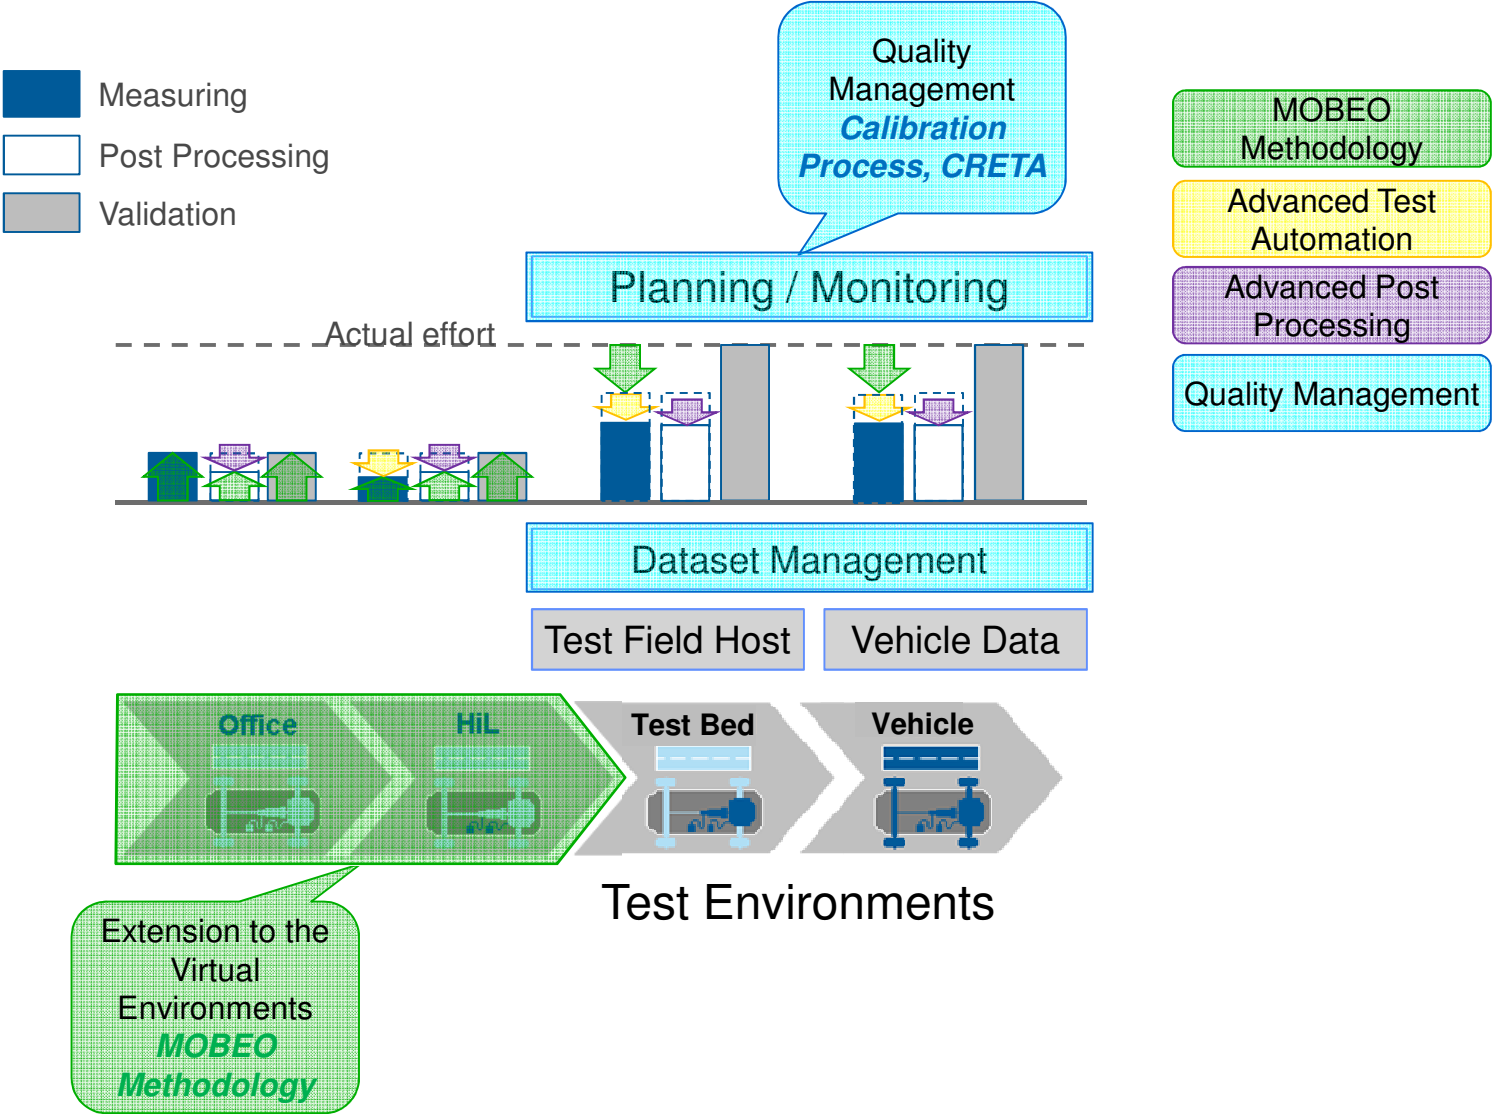 Quality
Management
Calibration
Process, CRETA
Measuring
Post Processing
Validation
MOBEO
Methodology
Advanced Test
Automation
Advanced Post
Processing
Quality Management
Planning / Monitoring
Actual effort
Dataset Management
Test Field Host
Vehicle Data
Office
HiL
Test Bed
Vehicle
Test Environments
Extension to the
Virtual
Environments
MOBEO
Methodology